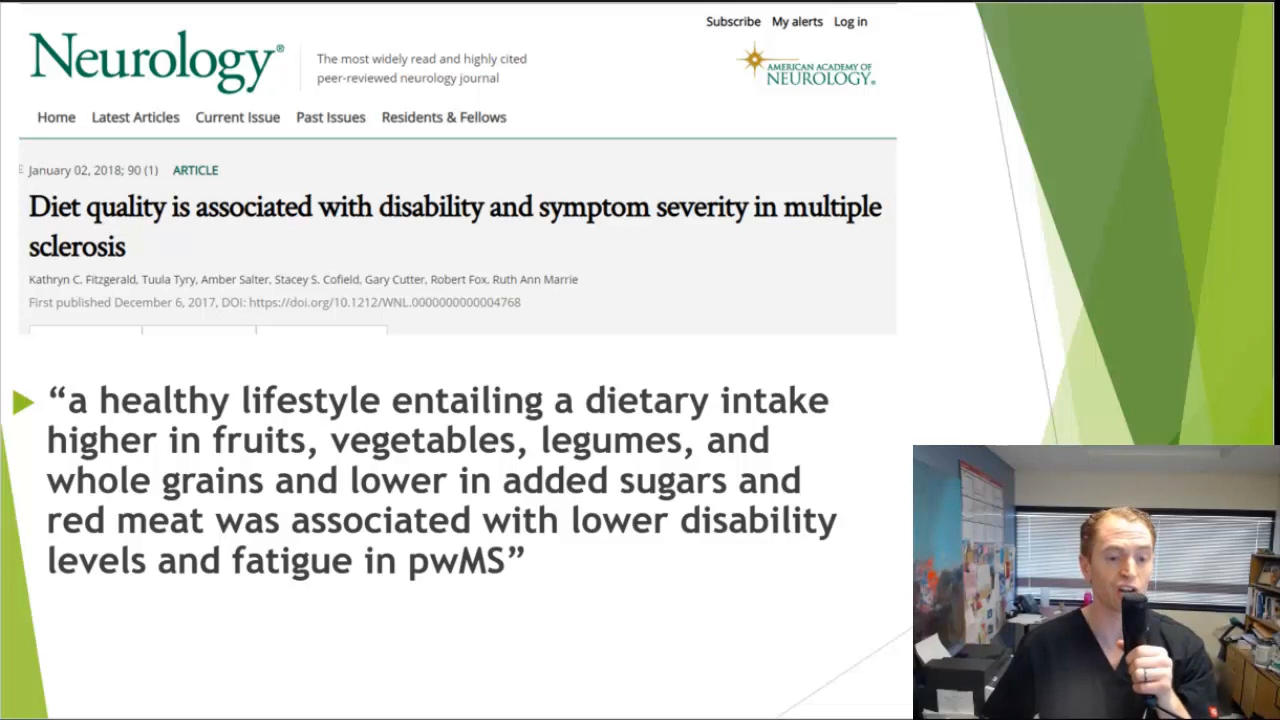 Subscribe My alerts Log in
Neurology®
The most widely read and highly cited
peer-reviewed neurology journal
AMERICAN ACADEMY OF
NEUROLOGY®
Home Latest Articles Current Issue Past Issues Residents & Fellows
January 02, 2018; 90 (1) ARTICLE
Diet quality is associated with disability and symptom severity in multiple
sclerosis
Kathryn C. Fitzgerald, Tuula Tyry, Amber Salter, Stacey S. Cofield, Gary Cutter, Robert Fox. Ruth Ann Marrie
First published December 6, 2017, DOI: https://doi.org/10.1212/WNL.0000000000004768
“a healthy lifestyle entailing a dietary intake
higher in fruits, vegetables, legumes, and
whole grains and lower in added sugars and
red meat was associated with lower disability
levels and fatigue in pwMS”